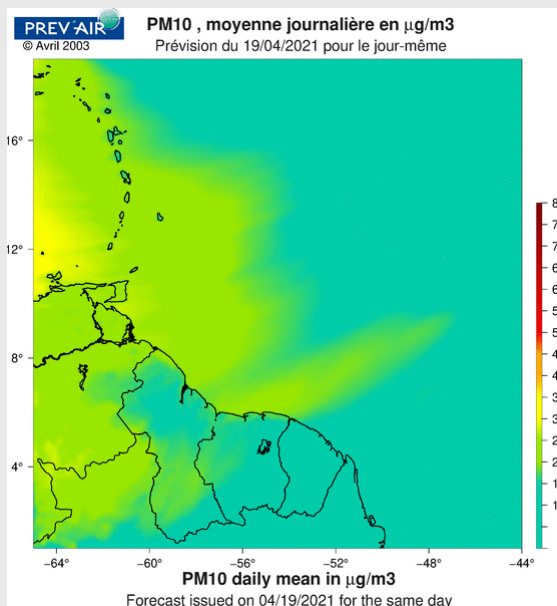 PREV'AIR
© Avril 2003
PM10 , moyenne journalière en μg/m3
Prévision du 19/04/2021 pour le jour-même
16°
12°
8°
4°
−64°
−60°
−56°
−52°
−48°
−44°
PM10 daily mean in μg/m3
Forecast issued on 04/19/2021 for the same day